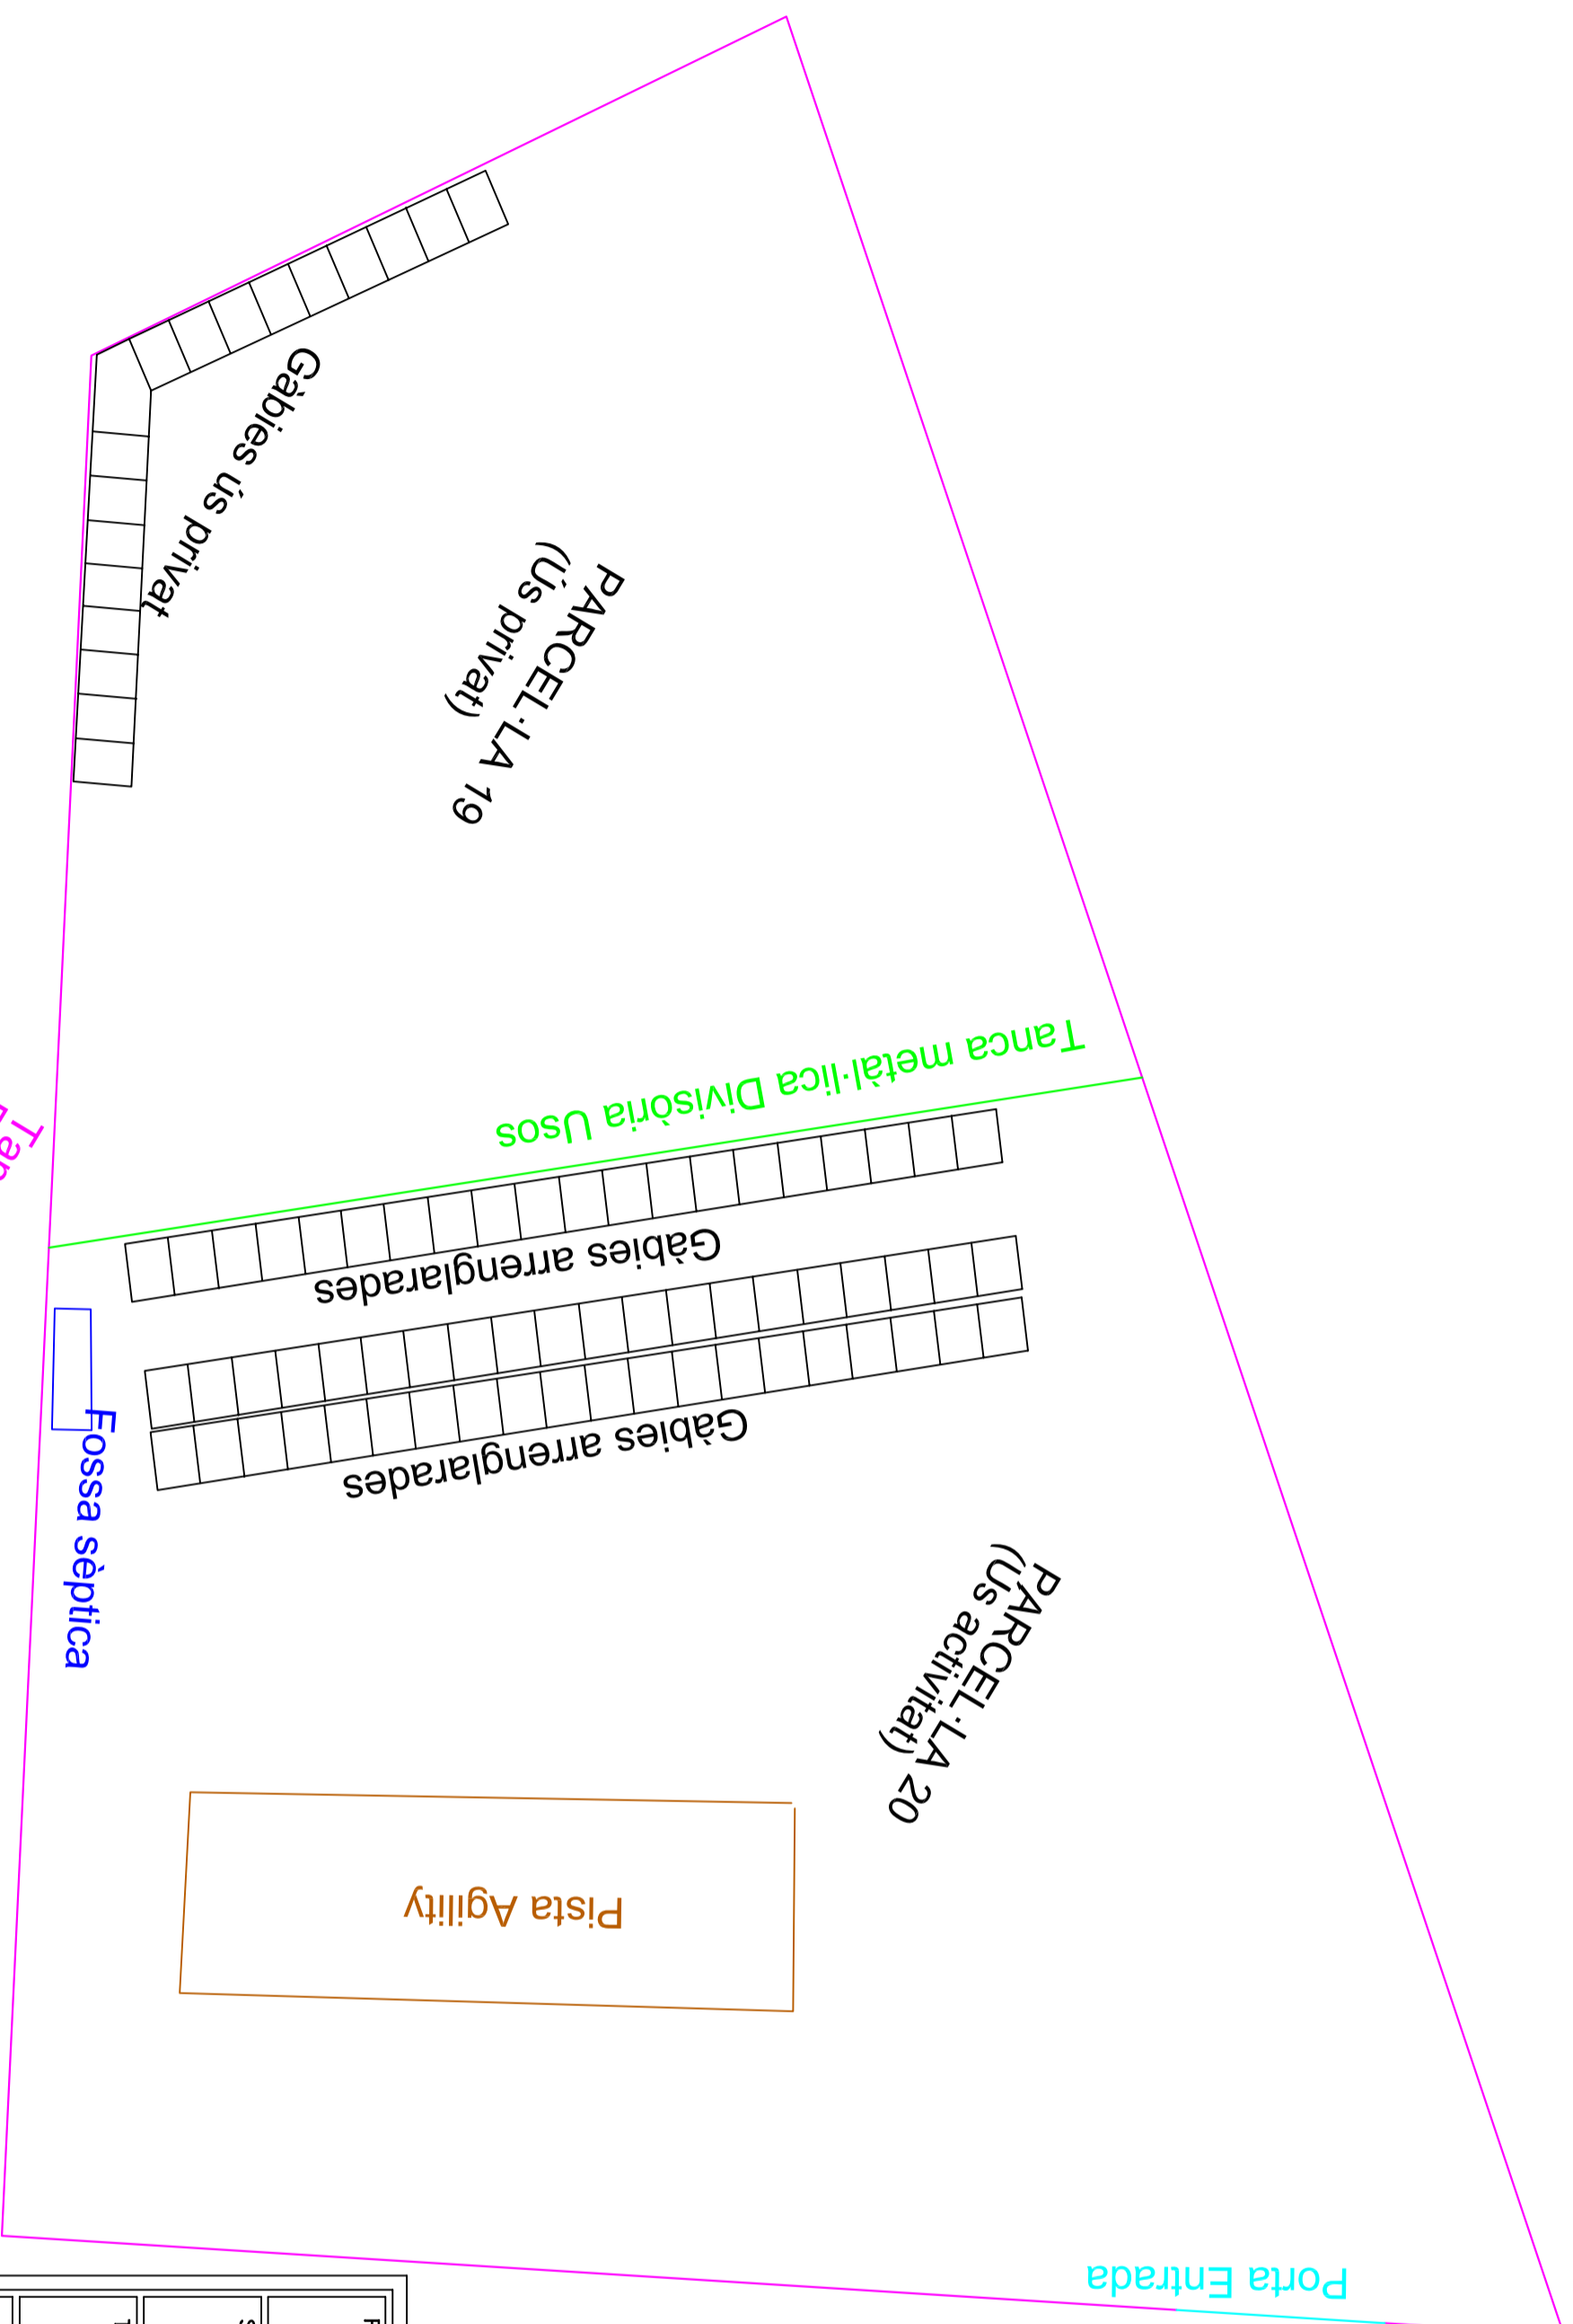 Gàbies ús privat
PARCEL·LA 19
(Ús privat)
Tanca metàl·lica Divisòria Usos
Gàbies arrenglarades
Gàbies arrenglarades
Fossa sèptica
PARCEL·LA 20
(Ús activitat)
Pista Agility
Porta Entrada